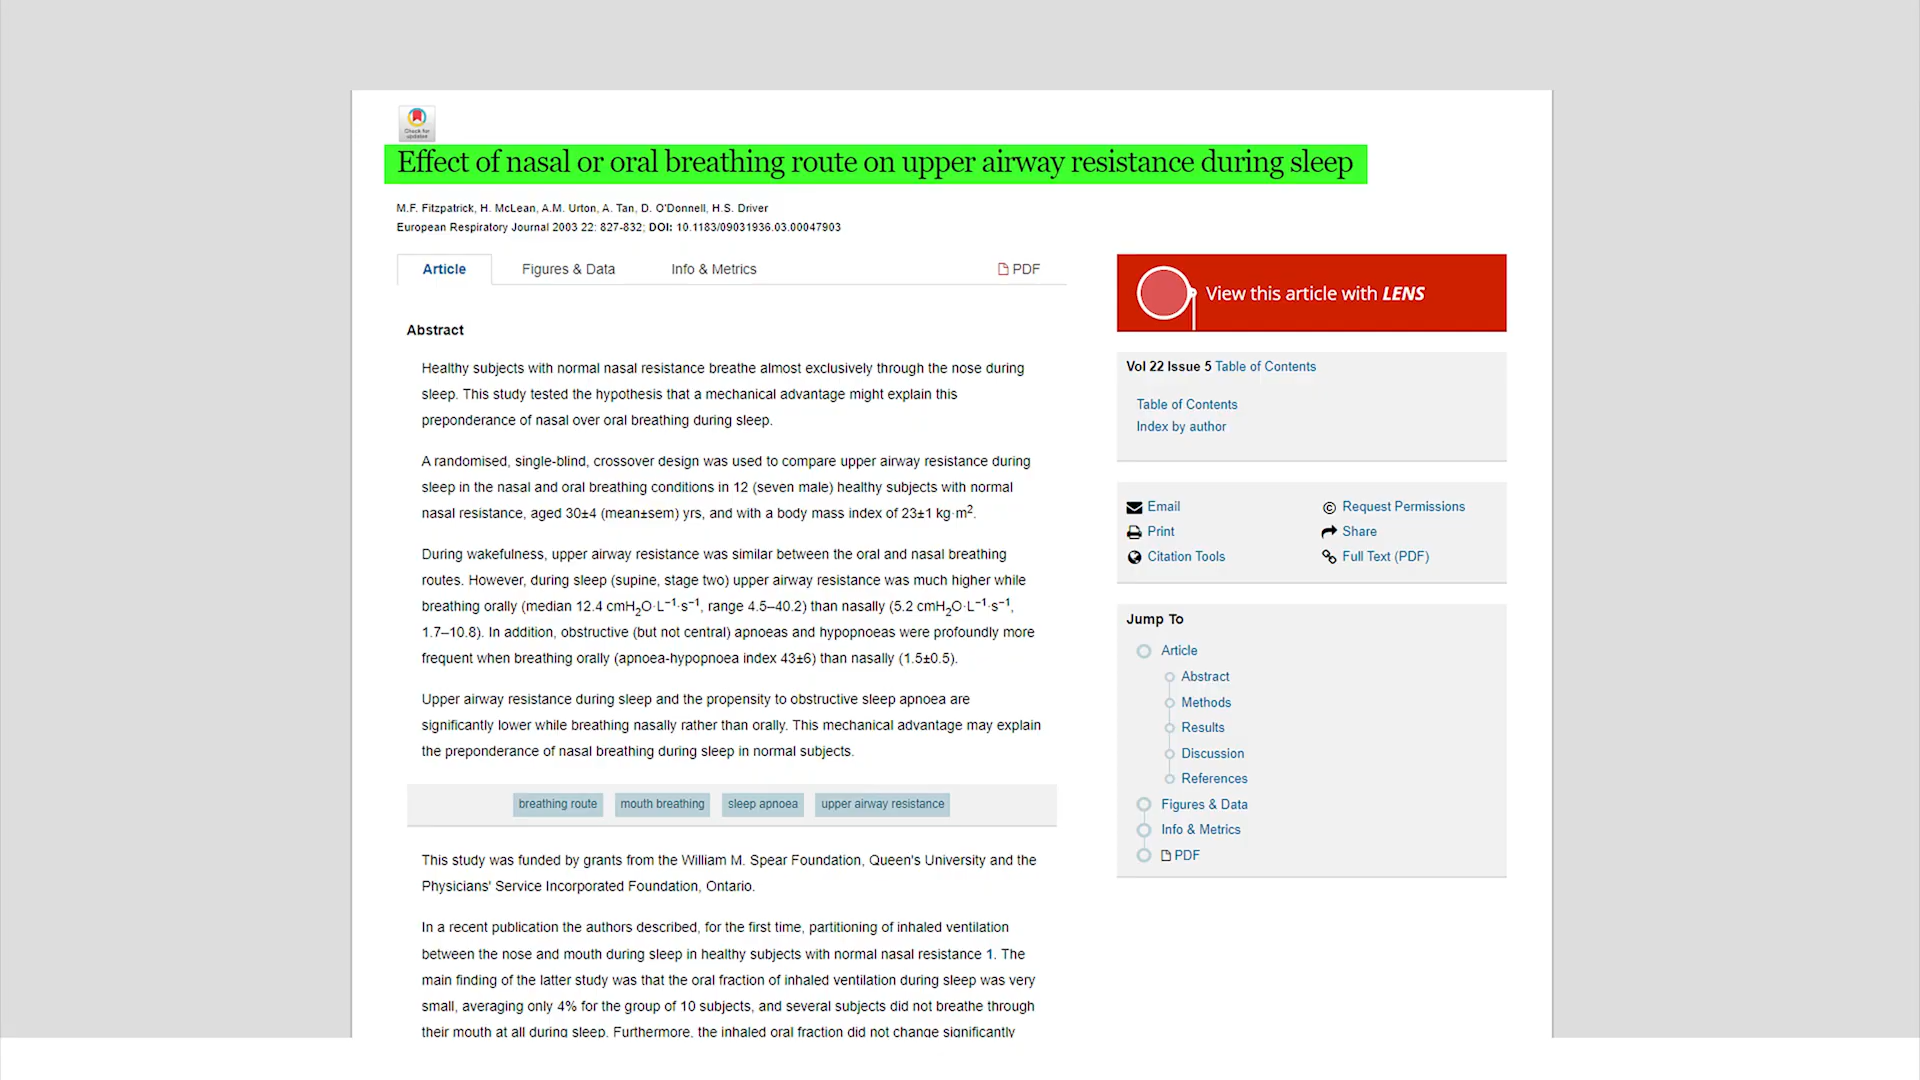 Check for
updates
Effect of nasal or oral breathing route on upper airway resistance during sleep
M.F. Fitzpatrick, H. McLean, A.M. Urton, A. Tan, D. O'Donnell, H.S. Driver
European Respiratory Journal 2003 22: 827-832; DOI: 10.1183/09031936.03.00047903
Article Figures & Data Info & Metrics PDF
Abstract
Healthy subjects with normal nasal resistance breathe almost exclusively through the nose during
sleep. This study tested the hypothesis that a mechanical advantage might explain this
preponderance of nasal over oral breathing during sleep.
A randomised, single-blind, crossover design was used to compare upper airway resistance during
sleep in the nasal and oral breathing conditions in 12 (seven male) healthy subjects with normal
nasal resistance, aged 30±4 (mean±sem) yrs, and with a body mass index of 23±1 kg·m².
During wakefulness, upper airway resistance was similar between the oral and nasal breathing
routes. However, during sleep (supine, stage two) upper airway resistance was much higher while
breathing orally (median 12.4 cmH₂O·L⁻¹·s⁻¹, range 4.5–40.2) than nasally (5.2 cmH₂O·L⁻¹·s⁻¹,
1.7–10.8). In addition, obstructive (but not central) apnoeas and hypopnoeas were profoundly more
frequent when breathing orally (apnoea-hypopnoea index 43±6) than nasally (1.5±0.5).
Upper airway resistance during sleep and the propensity to obstructive sleep apnoea are
significantly lower while breathing nasally rather than orally. This mechanical advantage may explain
the preponderance of nasal breathing during sleep in normal subjects.
breathing route mouth breathing sleep apnoea upper airway resistance
This study was funded by grants from the William M. Spear Foundation, Queen's University and the
Physicians' Service Incorporated Foundation, Ontario.
In a recent publication the authors described, for the first time, partitioning of inhaled ventilation
between the nose and mouth during sleep in healthy subjects with normal nasal resistance 1. The
main finding of the latter study was that the oral fraction of inhaled ventilation during sleep was very
small, averaging only 4% for the group of 10 subjects, and several subjects did not breathe through
their mouth at all during sleep. Furthermore, the inhaled oral fraction did not change significantly
View this article with LENS
Vol 22 Issue 5 Table of Contents
Table of Contents
Index by author
Email
Print
Citation Tools
Request Permissions
Share
Full Text (PDF)
Jump To
Article
Abstract
Methods
Results
Discussion
References
Figures & Data
Info & Metrics
PDF